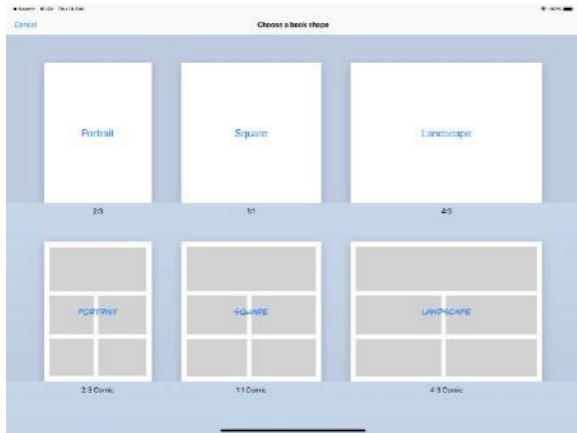 Cancel
Choose a book shape
Portrait
Square
Landscape
2:3
1:1
4:3
PORTRAIT
SQUARE
LANDSCAPE
2:3 Comic
1:1 Comic
4:3 Comic